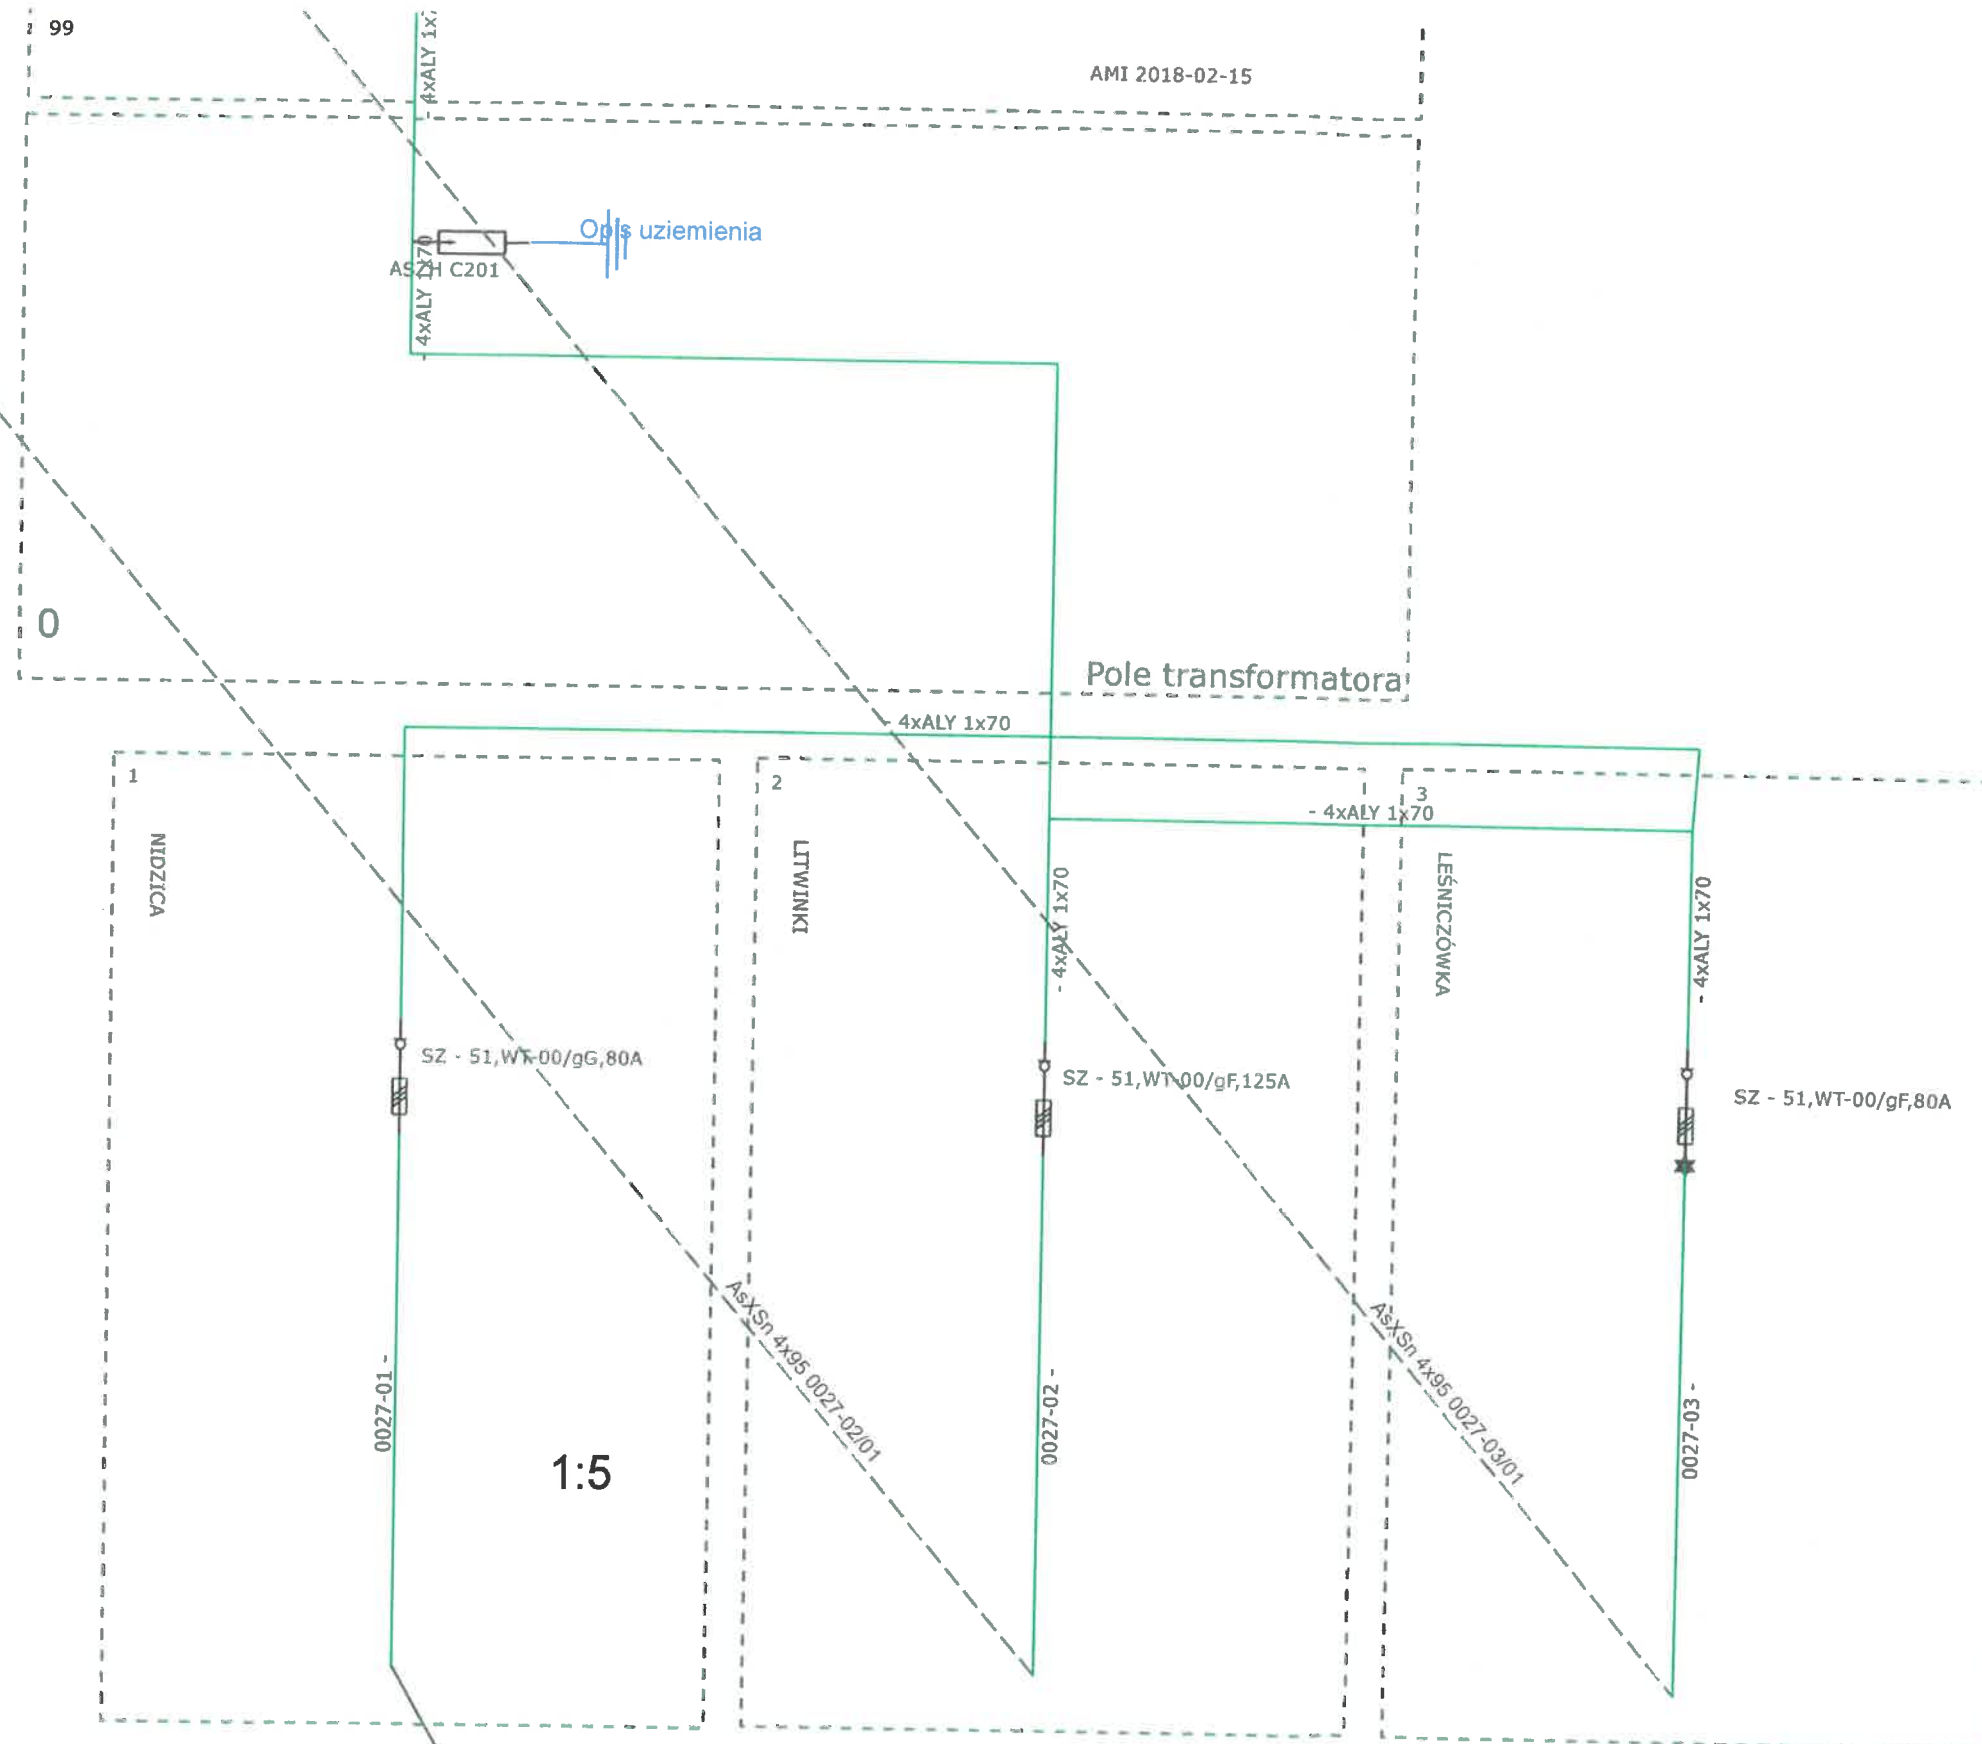 99
4xALY 1x7
AMI 2018-02-15
Opis uziemienia
ASZH C201
- 4xALY 1x70
0
Pole transformatora
- 4xALY 1x70
1
2
3
- 4xALY 1x70
NIDZICA
LITWINKI
LEŚNICZÓWKA
- 4xALY 1x70
- 4xALY 1x70
SZ - 51,WT-00/gG,80A
SZ - 51,WT-00/gF,125A
SZ - 51,WT-00/gF,80A
AsXSn 4x95 0027-02/01
AsXSn 4x95 0027-03/01
0027-01 -
0027-02 -
0027-03 -
1:5